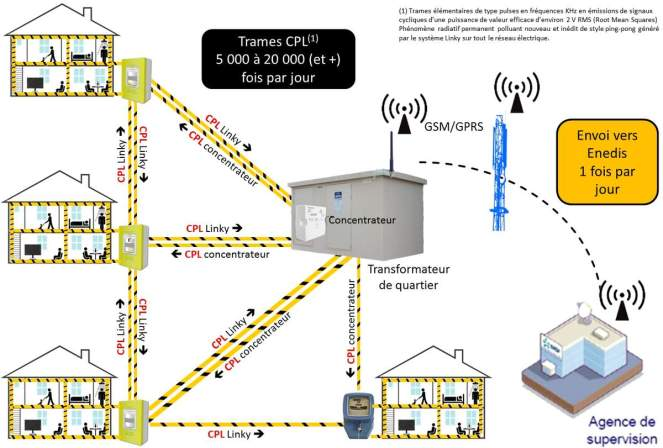 (1) Trames élémentaires de type pulses en fréquences KHz en émissions de signaux
cycliques d'une puissance de valeur efficace d'environ 2 V RMS (Root Mean Squares)
Phénomène radiatif permanent polluant nouveau et inédit de style ping-pong généré
par le système Linky sur tout le réseau électrique.
Trames CPL(1)
5 000 à 20 000 (et +)
fois par jour
GSM/GPRS
Envoi vers
Enedis
1 fois par
jour
CPL Linky →
← CPL concentrateur
CPL Linky →
CPL Linky →
Concentrateur
CPL Linky →
← CPL concentrateur
Transformateur
de quartier
CPL Linky →
CPL Linky →
CPL Linky →
← CPL concentrateur
← CPL concentrateur
CPL Linky →
Agence de
supervision